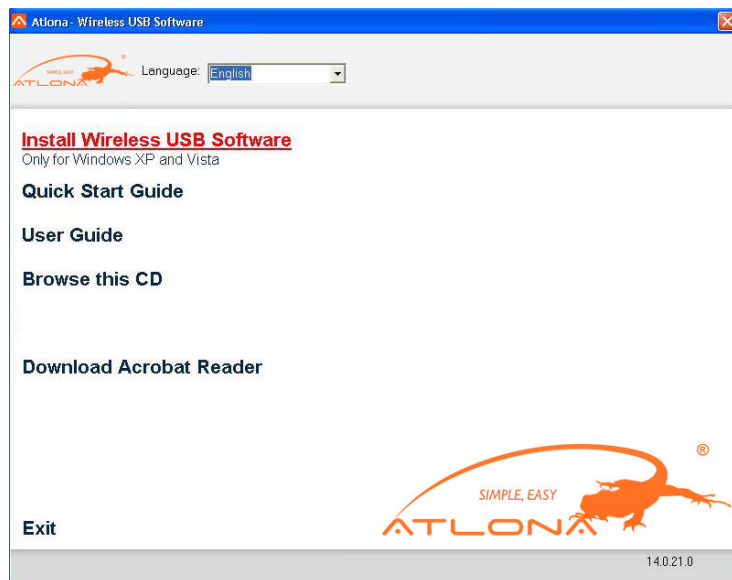 Atlona - Wireless USB Software
SIMPLE, EASY
ATLONA
Language: English
Install Wireless USB Software
Only for Windows XP and Vista
Quick Start Guide
User Guide
Browse this CD
Download Acrobat Reader
®
SIMPLE, EASY
ATLONA
Exit
14.0.21.0